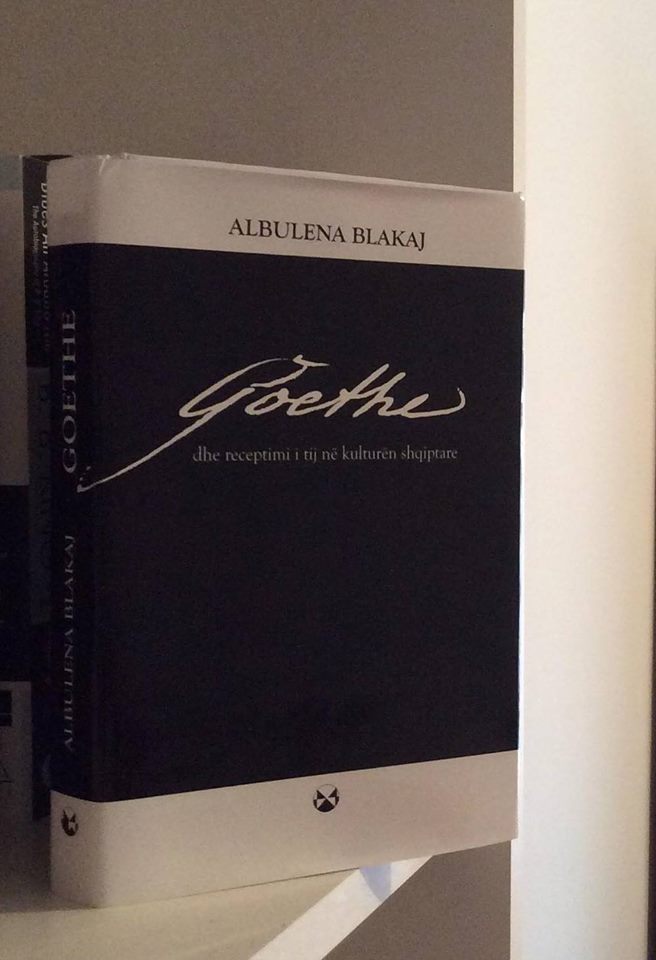 ALBULENA BLAKAJ
Goethe
dhe receptimi i tij në kulturën shqiptare
GOETHE
ALBULENA BLAKAJ